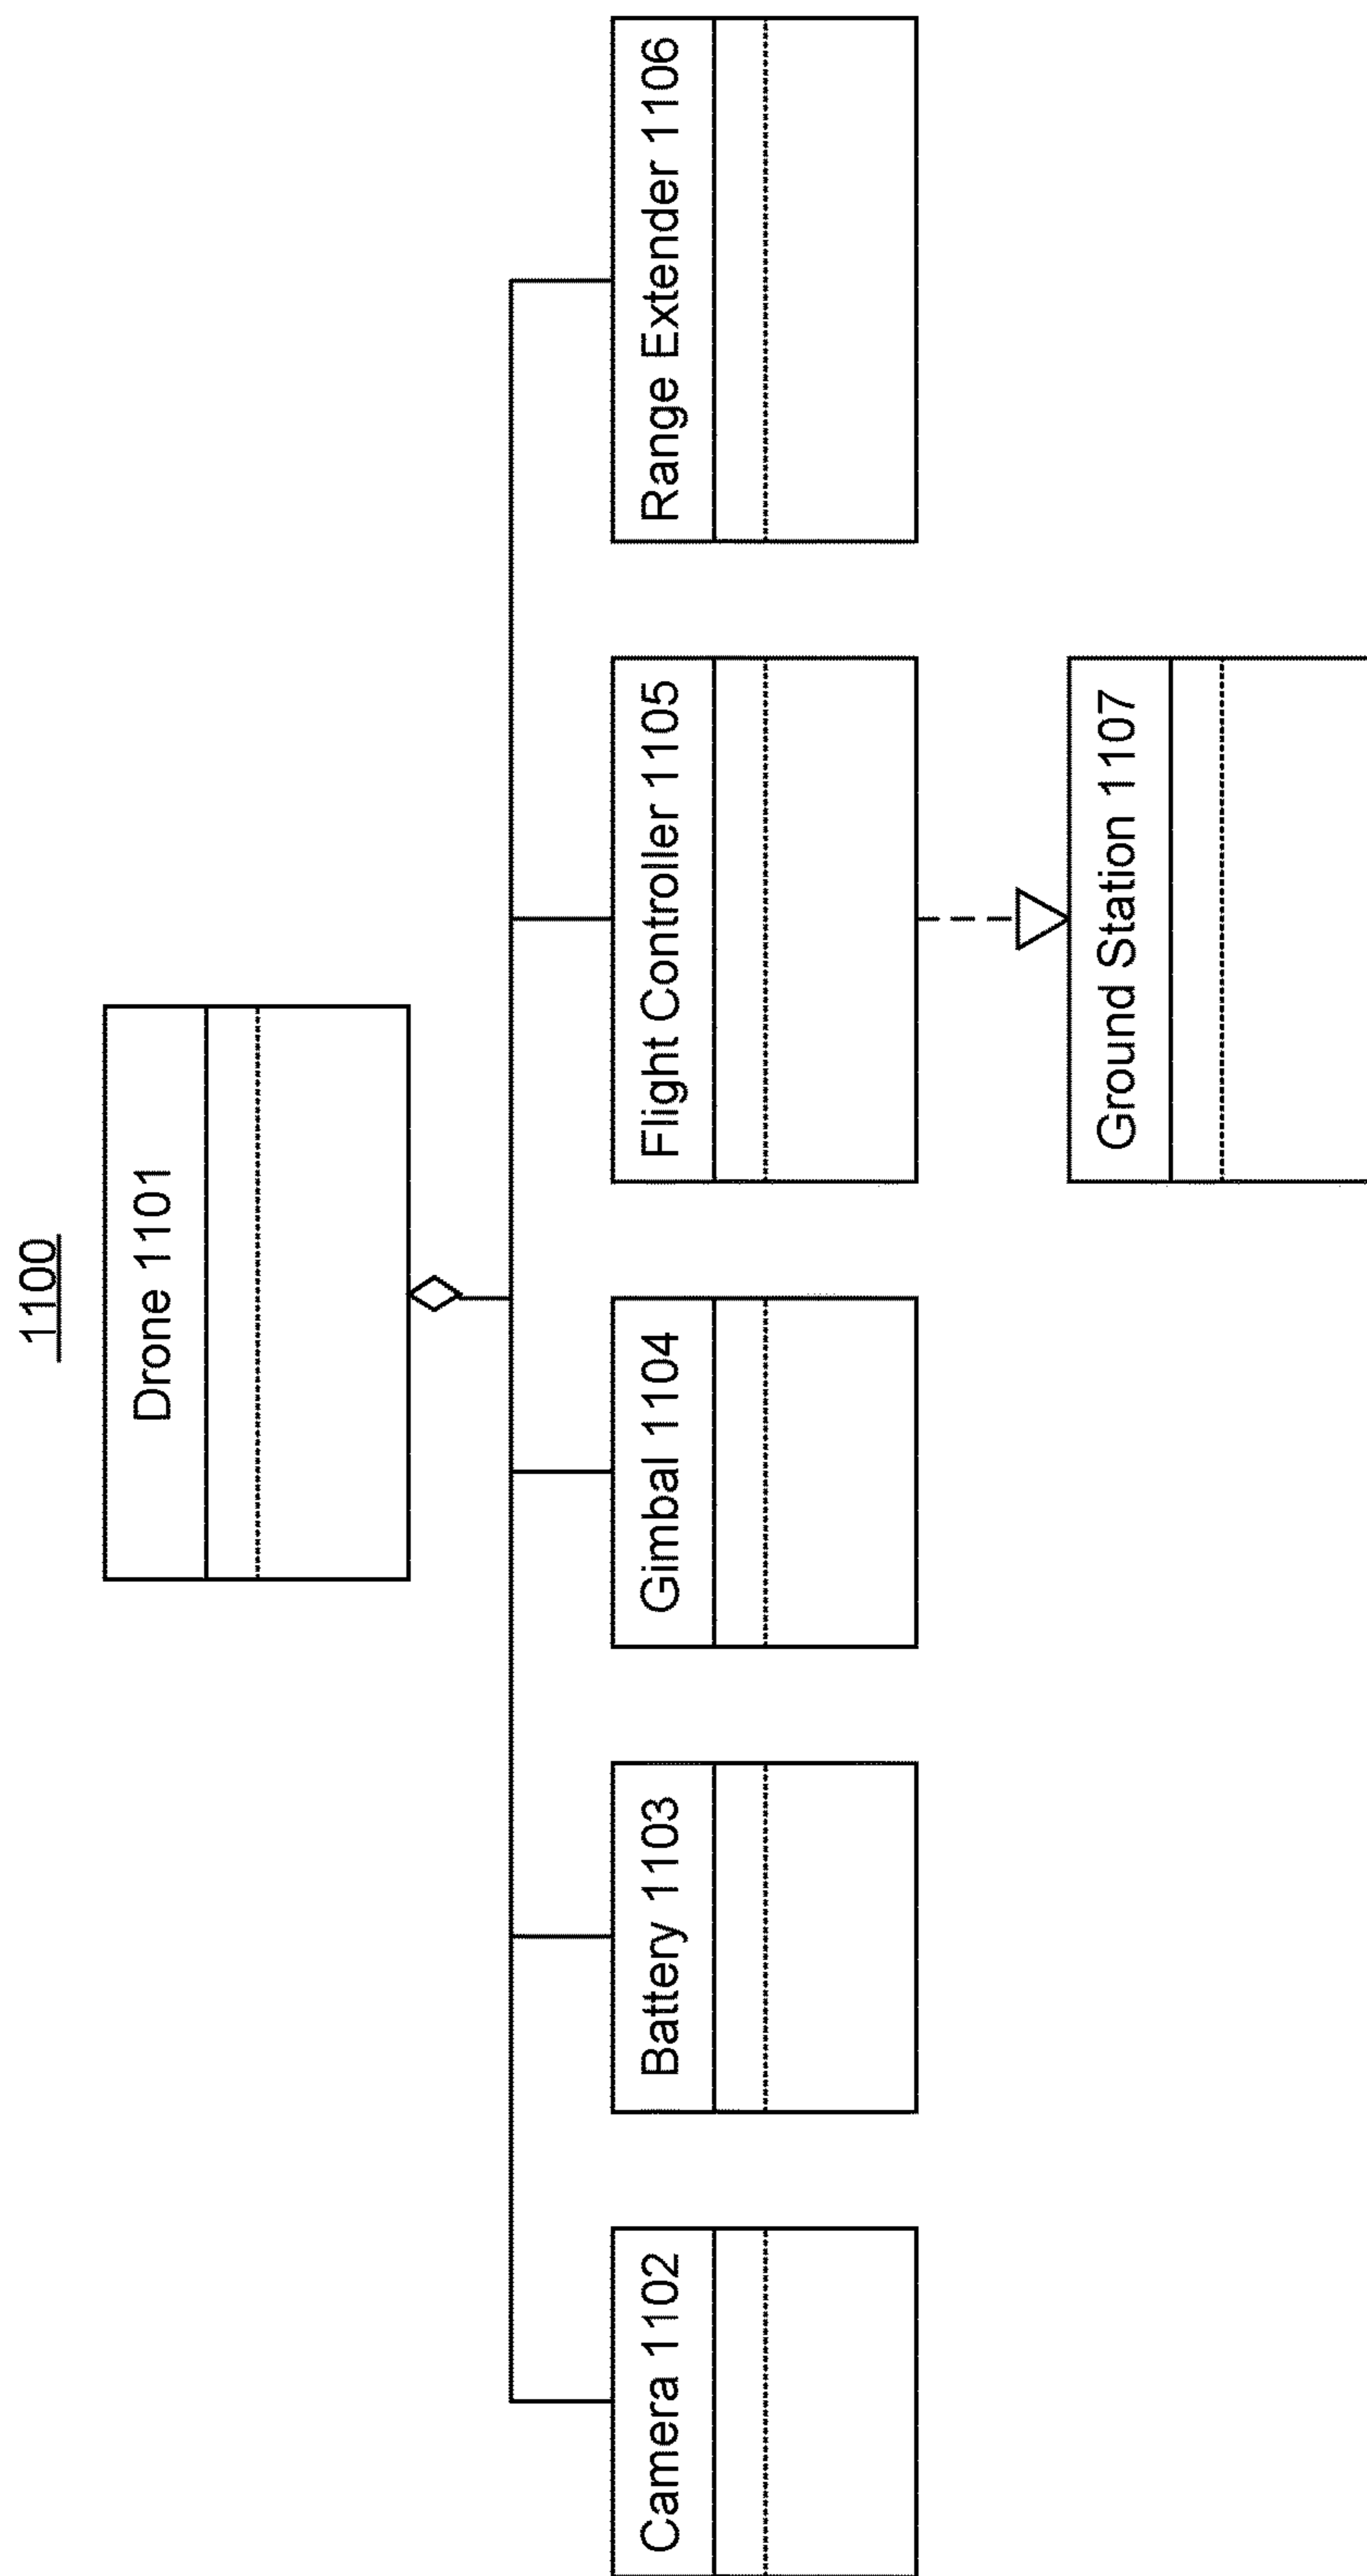 1100
Drone 1101
Camera 1102
Battery 1103
Gimbal 1104
Flight Controller 1105
Range Extender 1106
Ground Station 1107